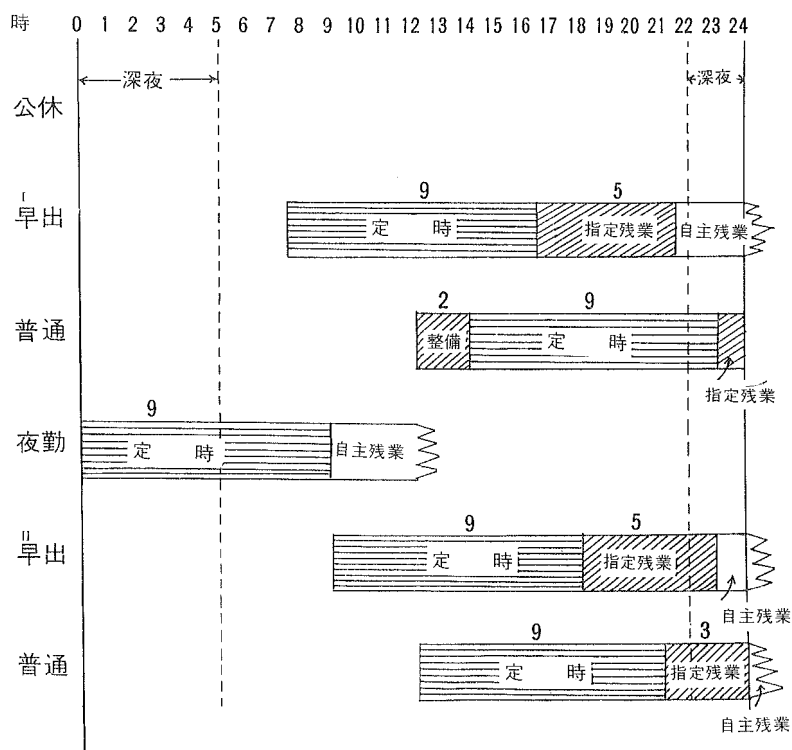 時 0 1 2 3 4 5 6 7 8 9 10 11 12 13 14 15 16 17 18 19 20 21 22 23 24
深夜 深夜
公休
9 5
I
早出 定 時 指定残業 自主残業
2 9
普通 整備 定 時
指定残業
9
夜勤 定 時 自主残業
9 5
II
早出 定 時 指定残業
自主残業
9 3
普通 定 時 指定残業
自主残業